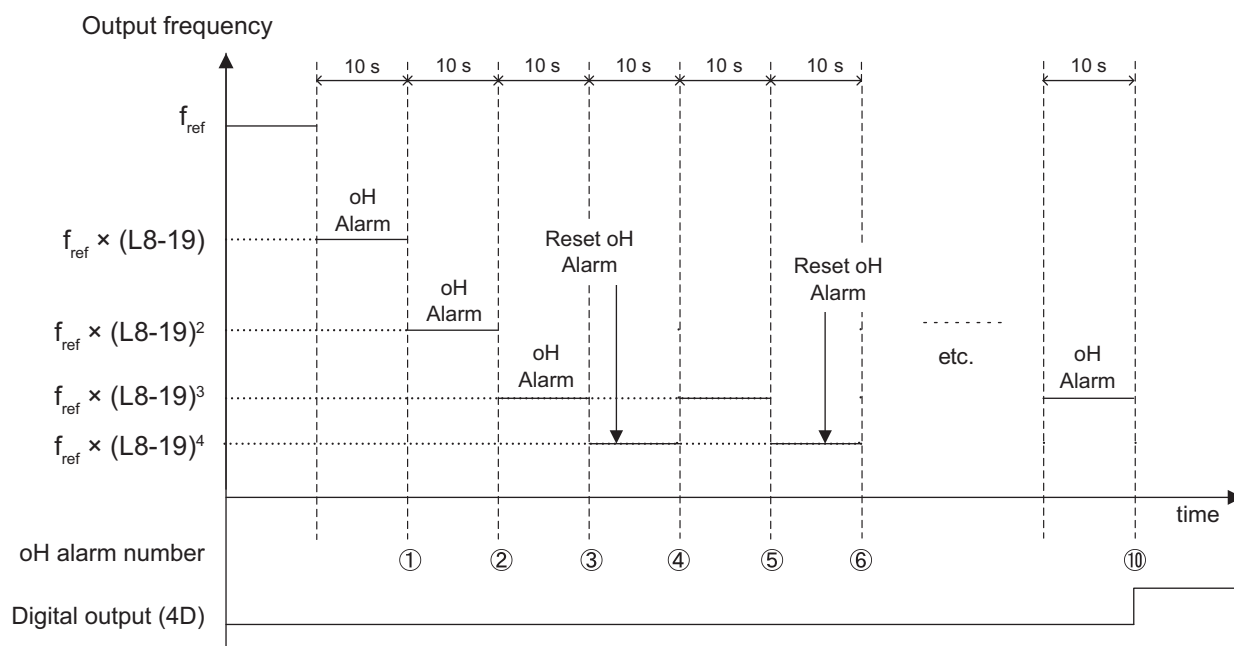 Output frequency
10 s 10 s 10 s 10 s 10 s 10 s 10 s
f_ref
oH
Alarm
f_ref × (L8-19)
Reset oH
Alarm
Reset oH
Alarm
oH
Alarm
f_ref × (L8-19)²
etc.
oH
Alarm
oH
Alarm
f_ref × (L8-19)³
f_ref × (L8-19)⁴
time
oH alarm number ① ② ③ ④ ⑤ ⑥ ⑩
Digital output (4D)